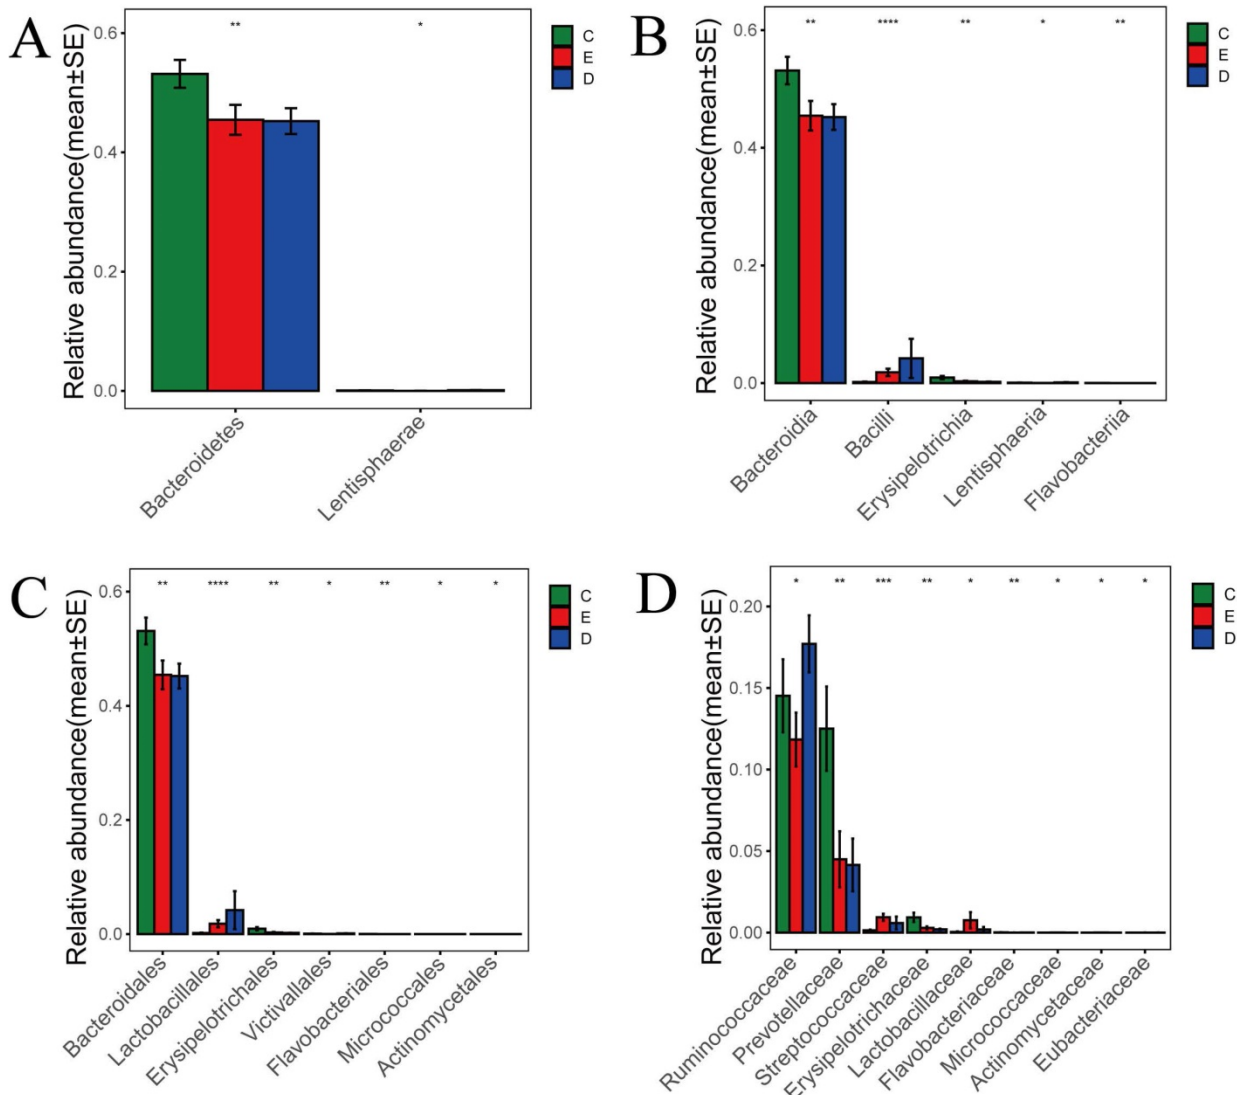 A
Relative abundance(mean±SE)
0.6
0.4
0.2
0.0
** *
C
E
D
Bacteroidetes
Lentisphaerae
B
Relative abundance(mean±SE)
0.6
0.4
0.2
0.0
** **** ** * **
C
E
D
Bacteroidia
Bacilli
Erysipelotrichia
Lentisphaeria
Flavobacteriia
C
Relative abundance(mean±SE)
0.6
0.4
0.2
0.0
** **** ** * ** * *
C
E
D
Bacteroidales
Lactobacillales
Erysipelotrichales
Victivallales
Flavobacteriales
Micrococcales
Actinomycetales
D
Relative abundance(mean±SE)
0.20
0.15
0.10
0.05
0.00
* ** *** ** * ** * * *
C
E
D
Ruminococcaceae
Prevotellaceae
Streptococcaceae
Erysipelotrichaceae
Lactobacillaceae
Flavobacteriaceae
Micrococcaceae
Actinomycetaceae
Eubacteriaceae